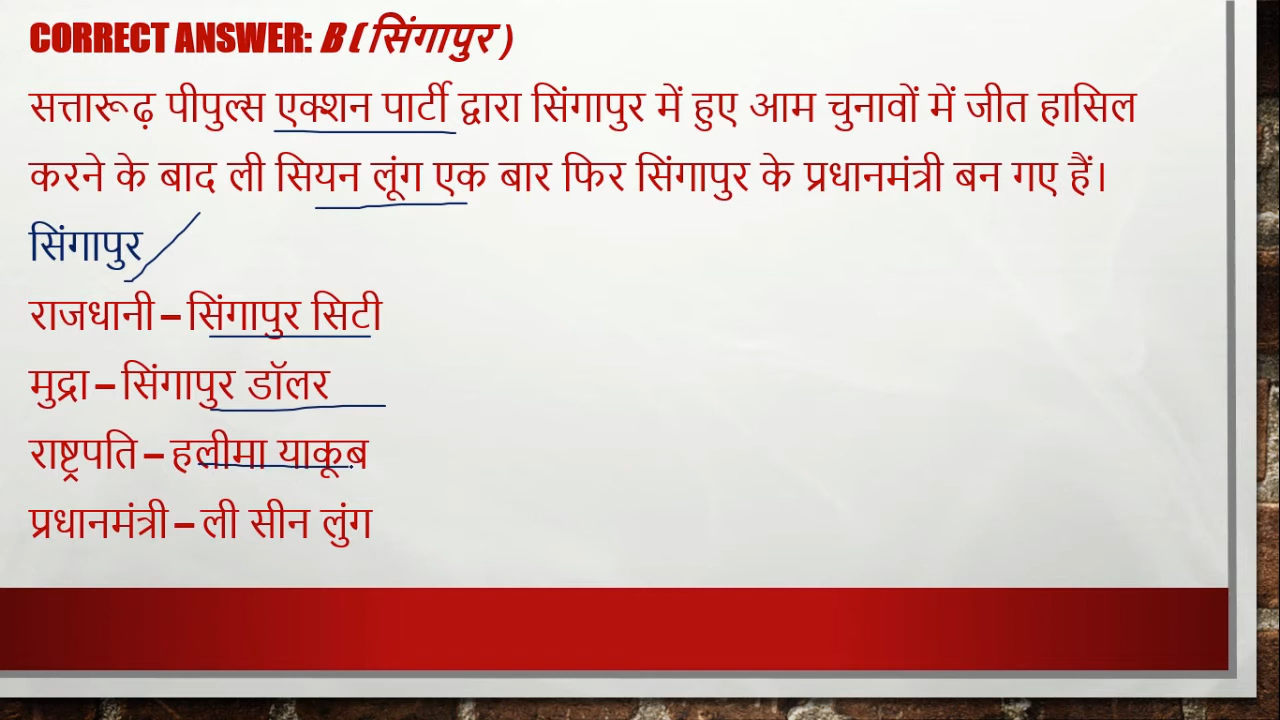 CORRECT ANSWER: B ( सिंगापुर )
सत्तारूढ़ पीपुल्स एक्शन पार्टी द्वारा सिंगापुर में हुए आम चुनावों में जीत हासिल
करने के बाद ली सियन लूंग एक बार फिर सिंगापुर के प्रधानमंत्री बन गए हैं।
सिंगापुर
राजधानी – सिंगापुर सिटी
मुद्रा – सिंगापुर डॉलर
राष्ट्रपति – हलीमा याकूब
प्रधानमंत्री – ली सीन लुंग